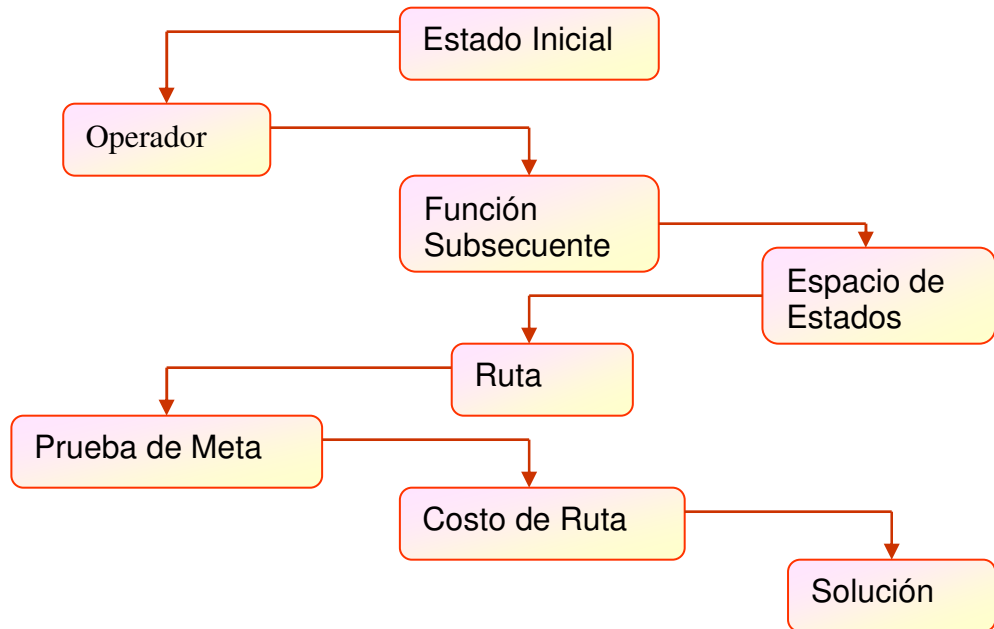 Estado Inicial
Operador
Función
Subsecuente
Espacio de
Estados
Ruta
Prueba de Meta
Costo de Ruta
Solución